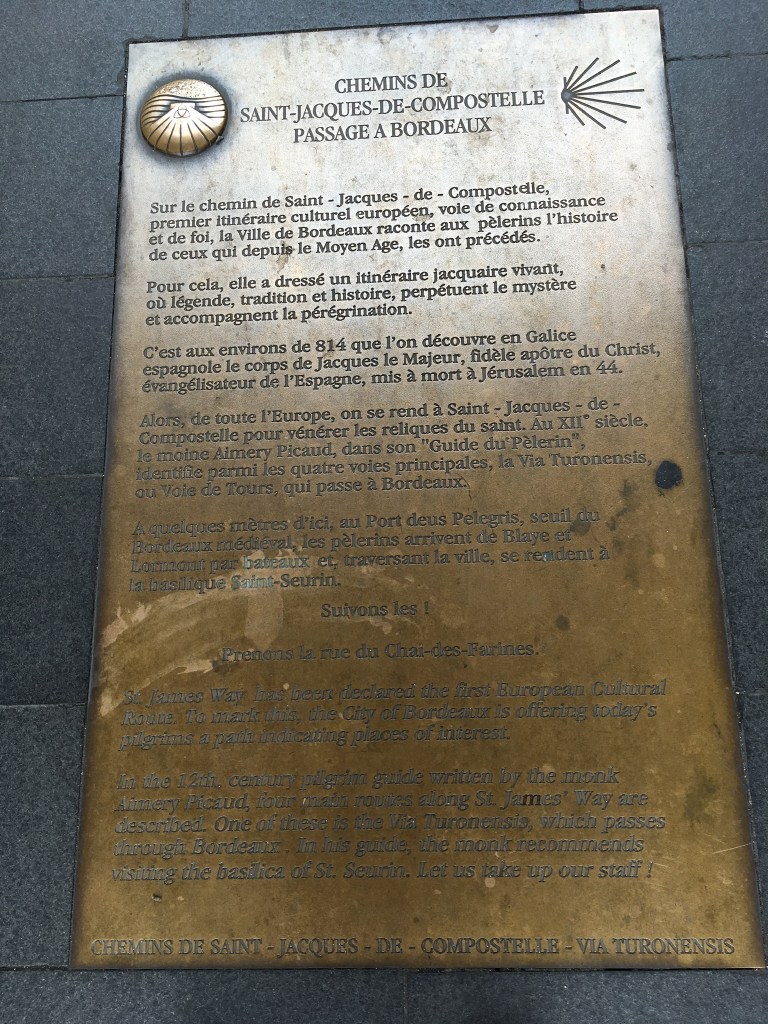 CHEMINS DE
SAINT-JACQUES-DE-COMPOSTELLE
PASSAGE A BORDEAUX
Sur le chemin de Saint - Jacques - de - Compostelle,
premier itinéraire culturel européen, voie de connaissance
et de foi, la Ville de Bordeaux raconte aux pèlerins l'histoire
de ceux qui depuis le Moyen Age, les ont précédés.
Pour cela, elle a dressé un itinéraire jacquaire vivant,
où légende, tradition et histoire, perpétuent le mystère
et accompagnent la pérégrination.
C'est aux environs de 814 que l'on découvre en Galice
espagnole le corps de Jacques le Majeur, fidèle apôtre du Christ,
évangélisateur de l'Espagne, mis à mort à Jérusalem en 44.
Alors, de toute l'Europe, on se rend à Saint - Jacques - de -
Compostelle pour vénérer les reliques du saint. Au XII° siècle,
le moine Aimery Picaud, dans son "Guide du Pèlerin",
identifie parmi les quatre voies principales, la Via Turonensis,
ou Voie de Tours, qui passe à Bordeaux.
A quelques mètres d'ici, au Port deus Pelegris, seuil du
Bordeaux médiéval, les pèlerins arrivent de Blaye et
Lormont par bateaux et, traversant la ville, se rendent à
la basilique Saint-Seurin.
Suivons les !
Prenons la rue du Chai-des-Farines.
St. James Way has been declared the first European Cultural
Route. To mark this, the City of Bordeaux is offering today's
pilgrims a path indicating places of interest.
In the 12th, century pilgrim guide written by the monk
Aimery Picaud, four main routes along St. James' Way are
described. One of these is the Via Turonensis, which passes
through Bordeaux . In his guide, the monk recommends
visiting the basilica of St. Seurin. Let us take up our staff !
CHEMINS DE SAINT - JACQUES - DE - COMPOSTELLE - VIA TURONENSIS